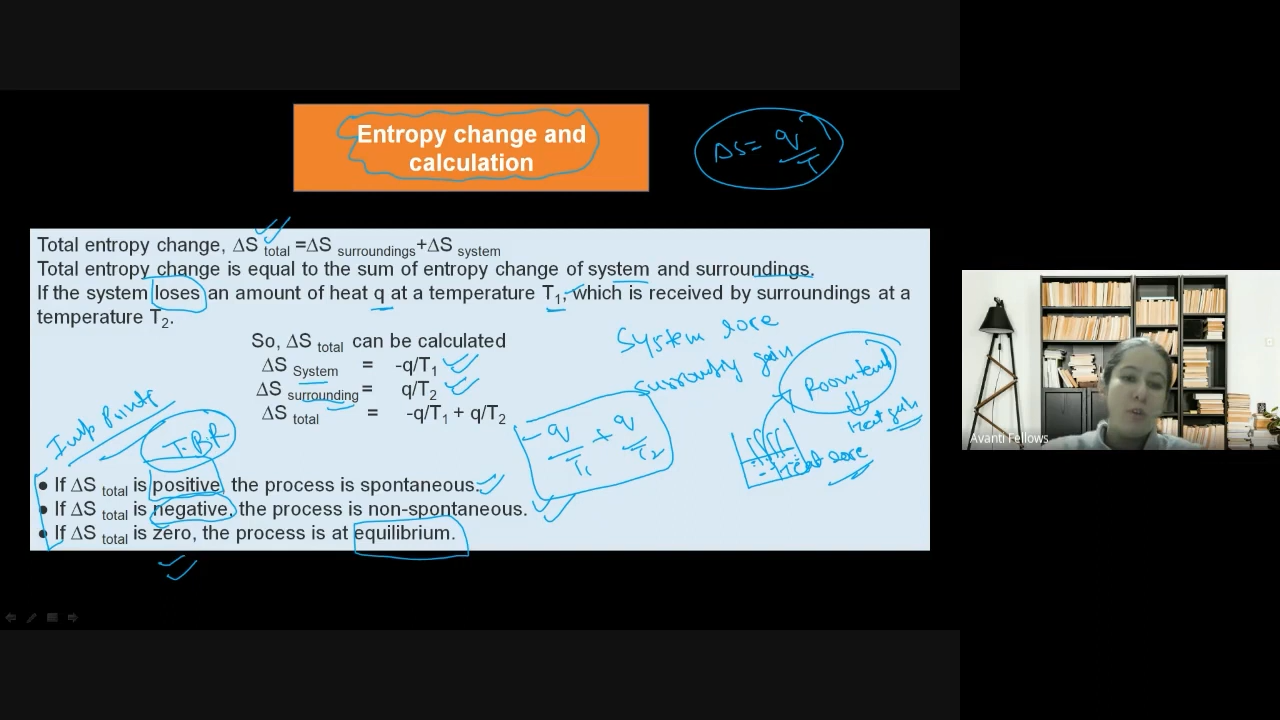 Entropy change and
calculation
ΔS = q/T
Total entropy change, ΔS total =ΔS surroundings+ΔS system
Total entropy change is equal to the sum of entropy change of system and surroundings.
If the system loses an amount of heat q at a temperature T1, which is received by surroundings at a
temperature T2.
So, ΔS total can be calculated
ΔS System = -q/T1
ΔS surrounding= q/T2
ΔS total = -q/T1 + q/T2
System lose
surrounding gain
Room temp
Heat gain
Heat lose
-q/T1 + q/T2
Imp Points
T.B.R
● If ΔS total is positive, the process is spontaneous.
● If ΔS total is negative, the process is non-spontaneous.
● If ΔS total is zero, the process is at equilibrium.
Avanti Fellows